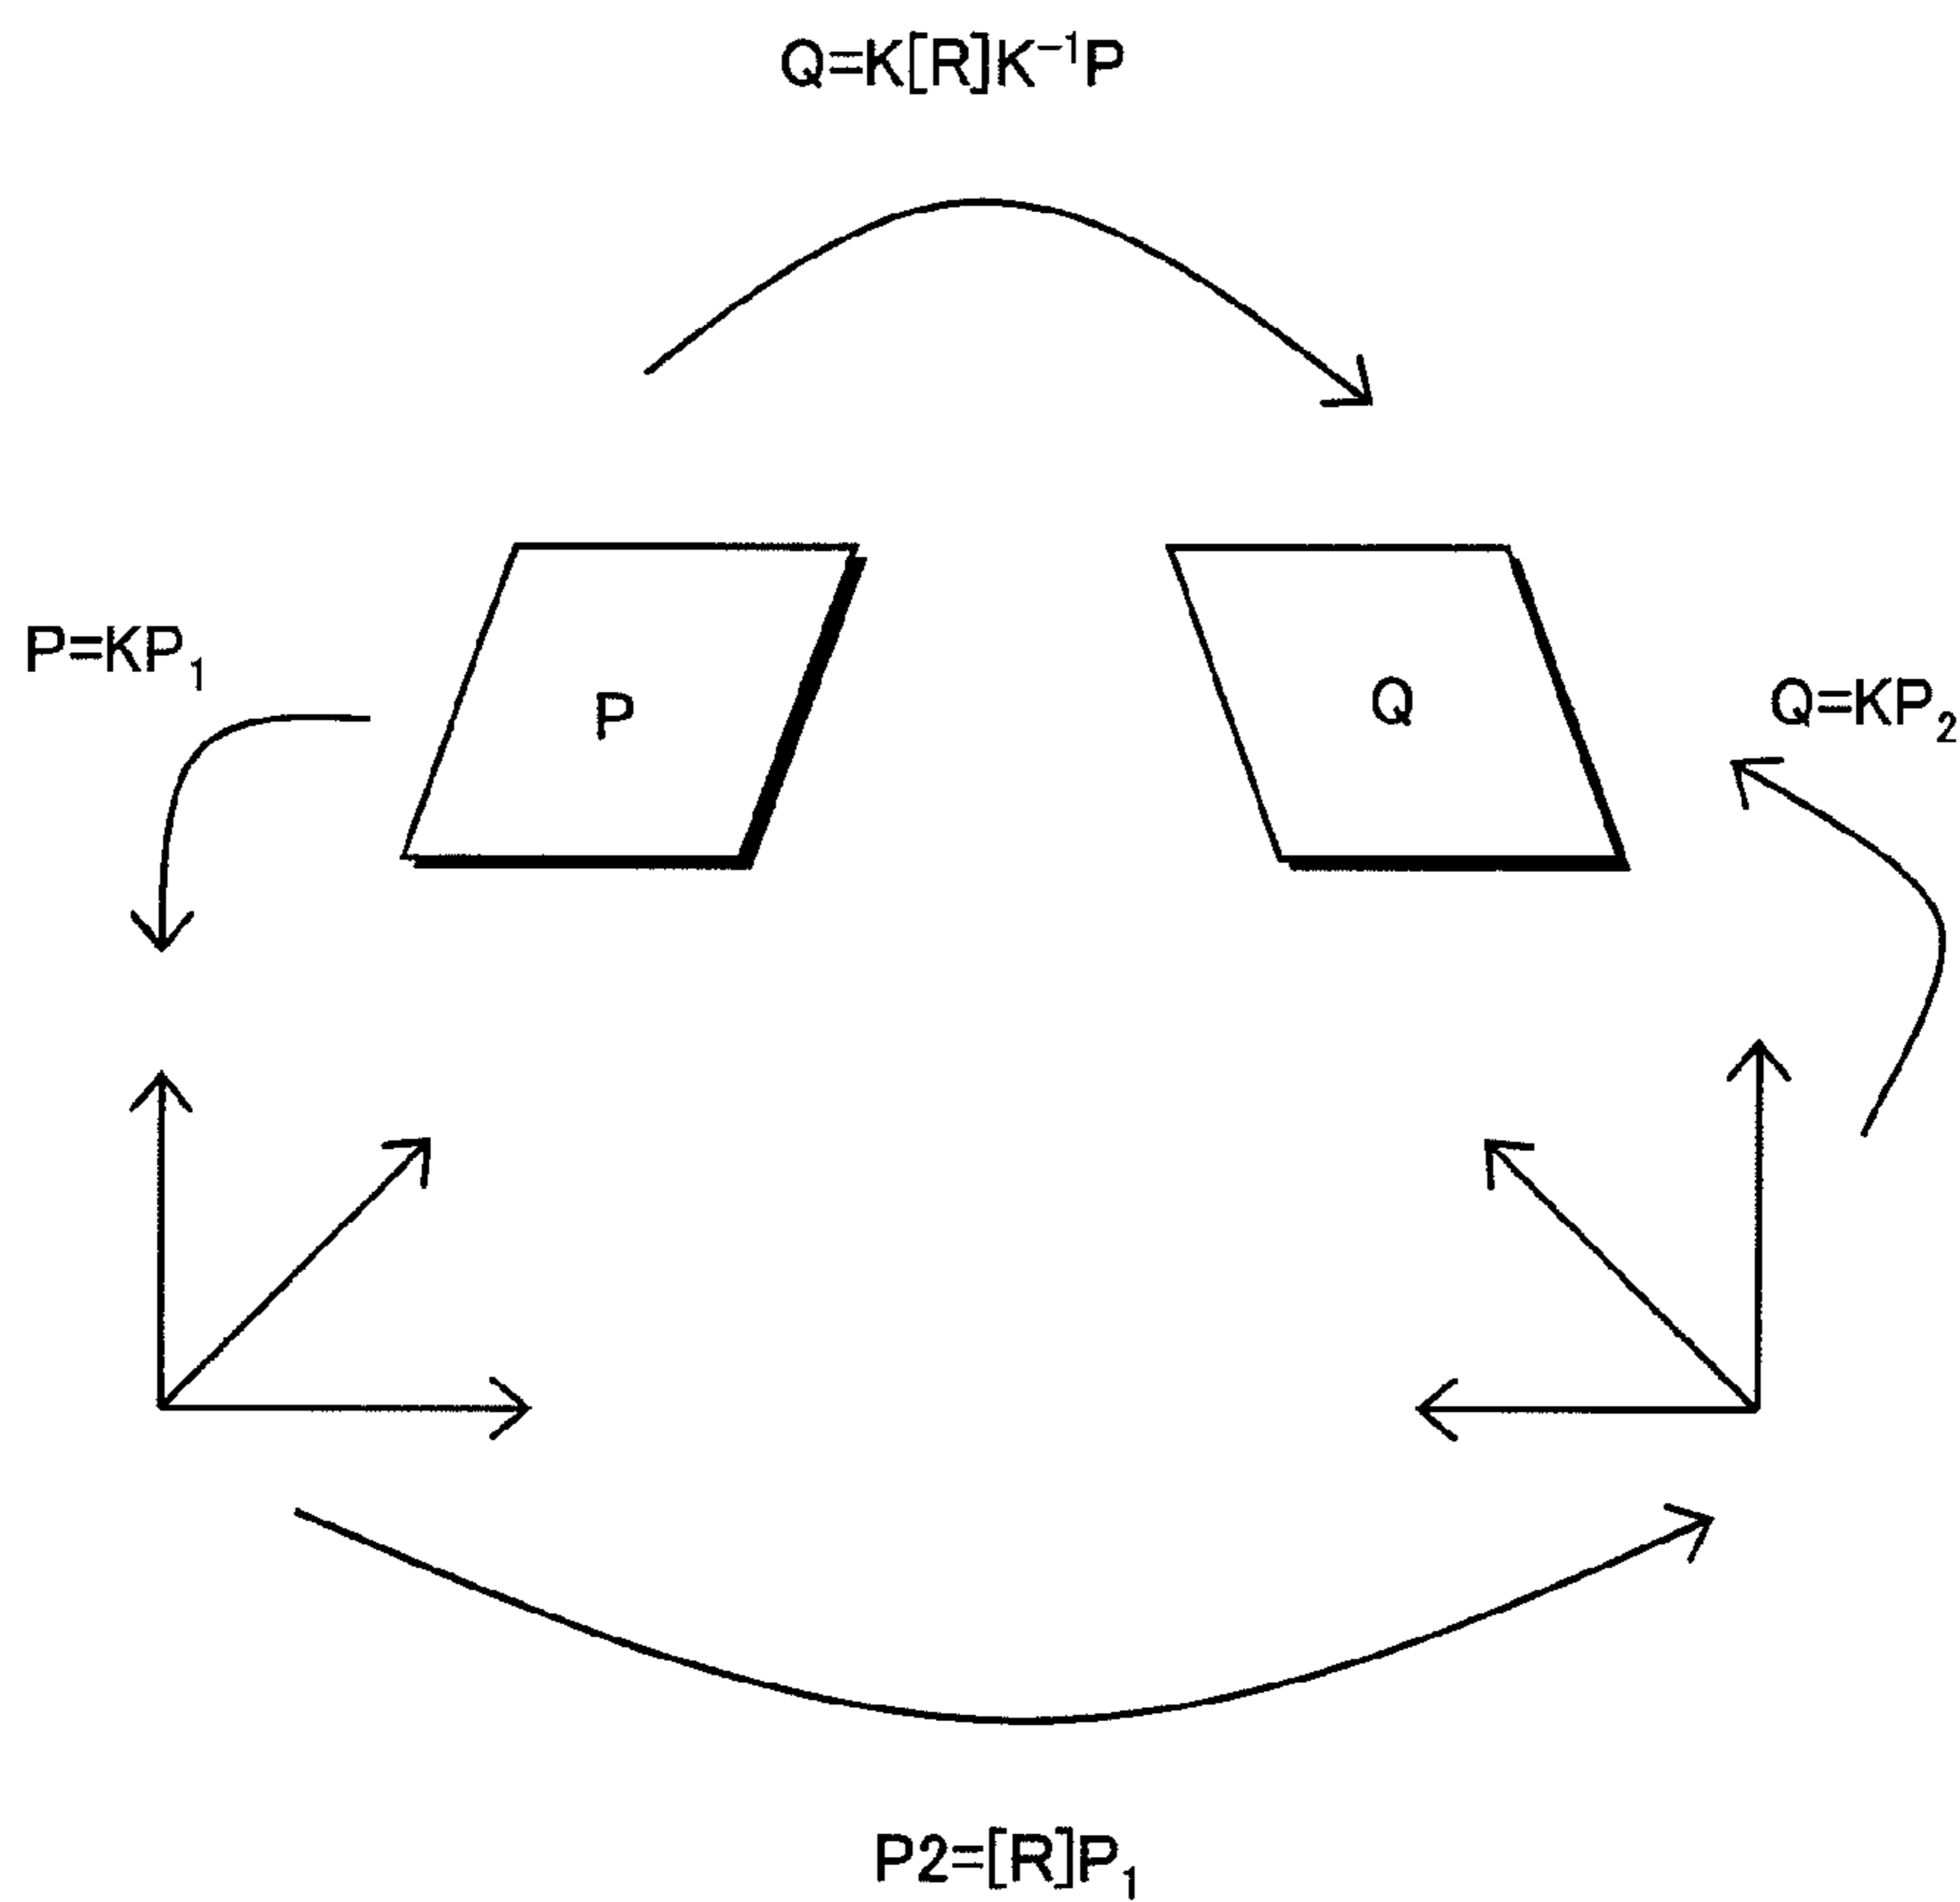 Q=K[R]K⁻¹P
P=KP₁
P
Q
Q=KP₂
P2=[R]P₁